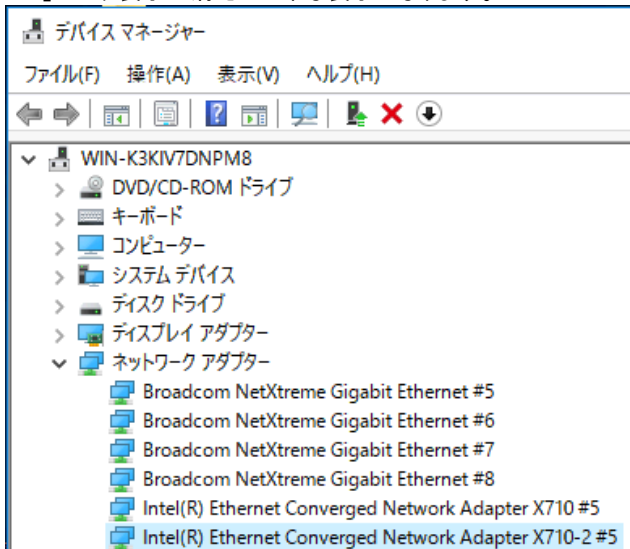 デバイス マネージャー
ファイル(F) 操作(A) 表示(V) ヘルプ(H)
WIN-K3KIV7DNPM8
DVD/CD-ROM ドライブ
キーボード
コンピューター
システム デバイス
ディスク ドライブ
ディスプレイ アダプター
ネットワーク アダプター
Broadcom NetXtreme Gigabit Ethernet #5
Broadcom NetXtreme Gigabit Ethernet #6
Broadcom NetXtreme Gigabit Ethernet #7
Broadcom NetXtreme Gigabit Ethernet #8
Intel(R) Ethernet Converged Network Adapter X710 #5
Intel(R) Ethernet Converged Network Adapter X710-2 #5